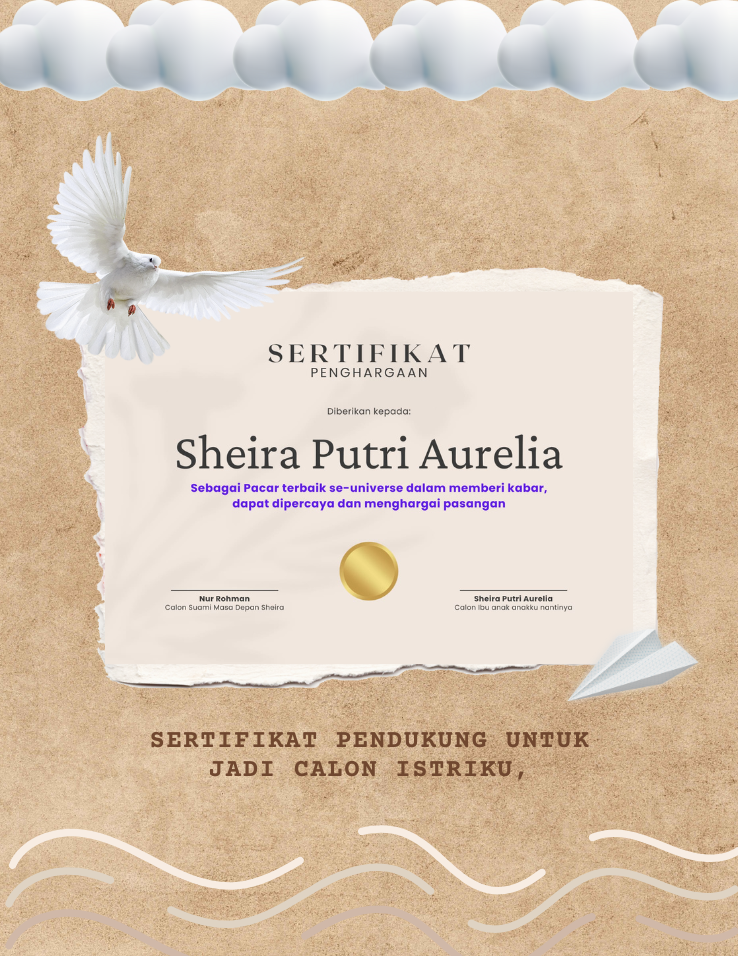 SERTIFIKAT
PENGHARGAAN
Diberikan kepada:
Sheira Putri Aurelia
Sebagai Pacar terbaik se-universe dalam memberi kabar,
dapat dipercaya dan menghargai pasangan
Nur Rohman
Calon Suami Masa Depan Sheira
Sheira Putri Aurelia
Calon Ibu anak anakku nantinya
SERTIFIKAT PENDUKUNG UNTUK
JADI CALON ISTRIKU,